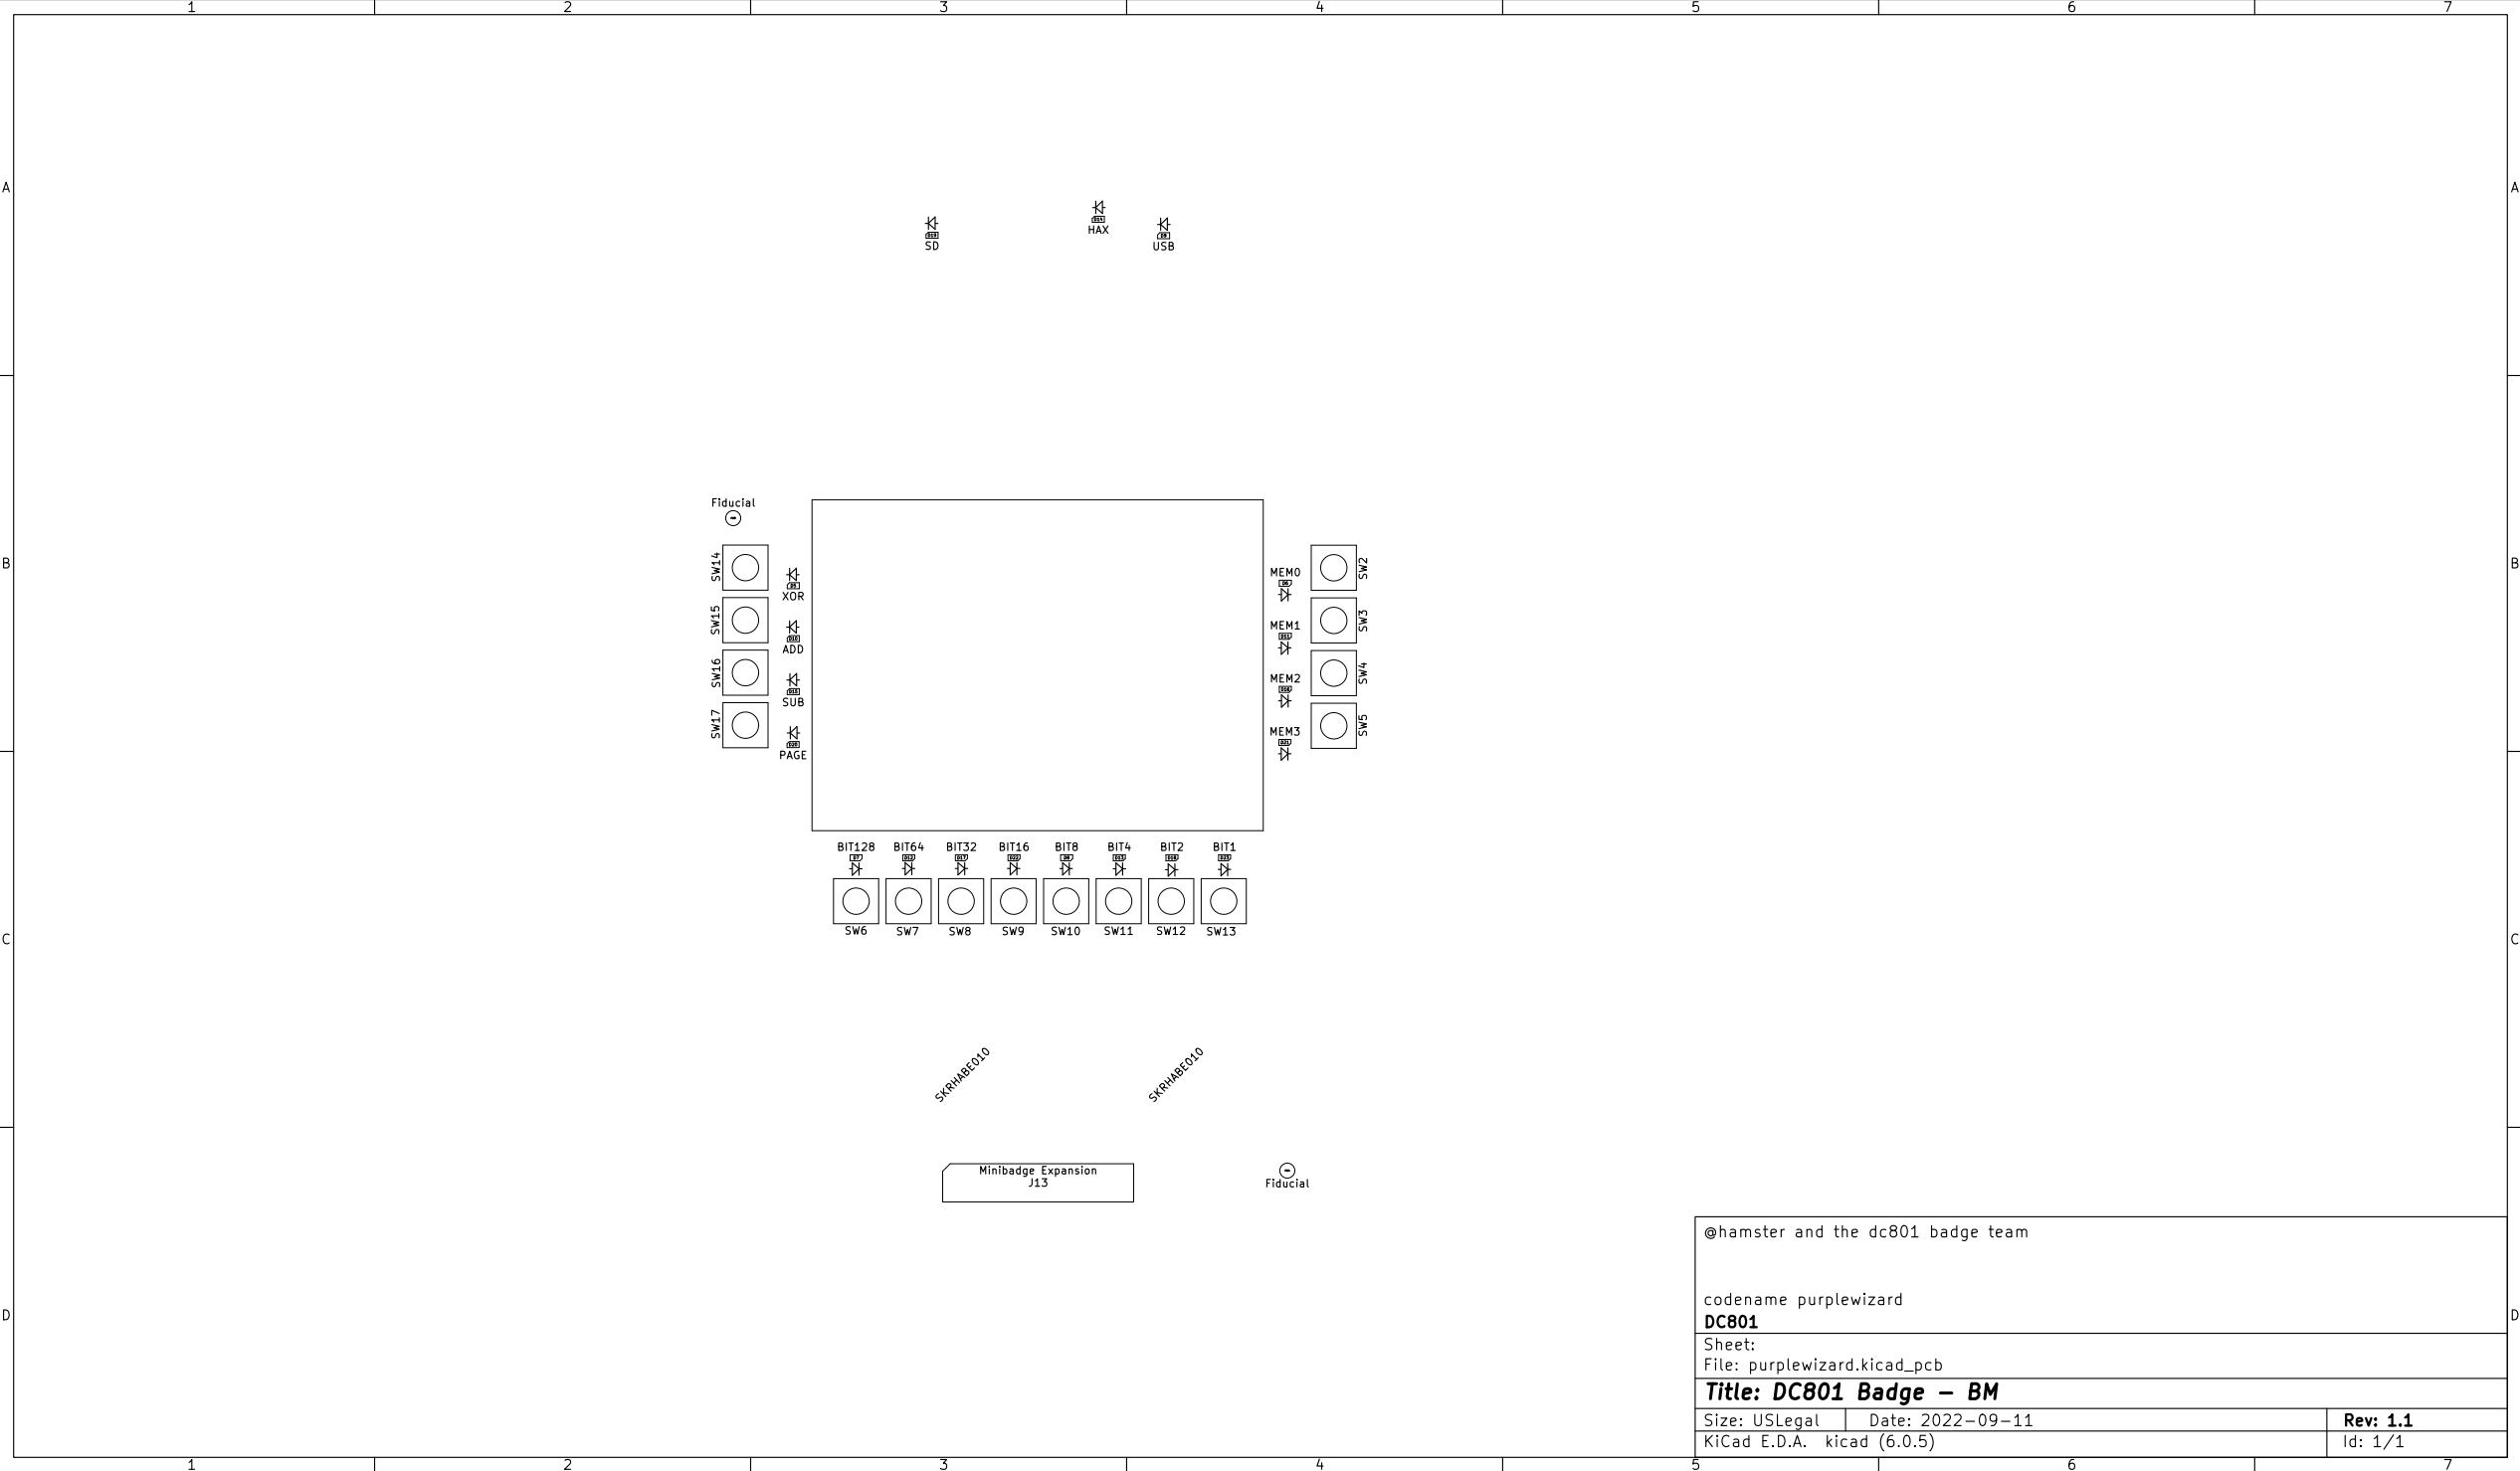 1 2 3 4 5 6 7
A A
HAX
SD USB
Fiducial
B B
SW14 XOR MEM0 SW2
SW15 ADD MEM1 SW3
SW16 SUB MEM2 SW4
SW17 PAGE MEM3 SW5
BIT128 BIT64 BIT32 BIT16 BIT8 BIT4 BIT2 BIT1
SW6 SW7 SW8 SW9 SW10 SW11 SW12 SW13
C C
SKRHABE010 SKRHABE010
Minibadge Expansion
J13
Fiducial
@hamster and the dc801 badge team
codename purplewizard
D D
DC801
Sheet:
File: purplewizard.kicad_pcb
Title: DC801 Badge - BM
Size: USLegal Date: 2022-09-11 Rev: 1.1
KiCad E.D.A. kicad (6.0.5) Id: 1/1
1 2 3 4 5 6 7